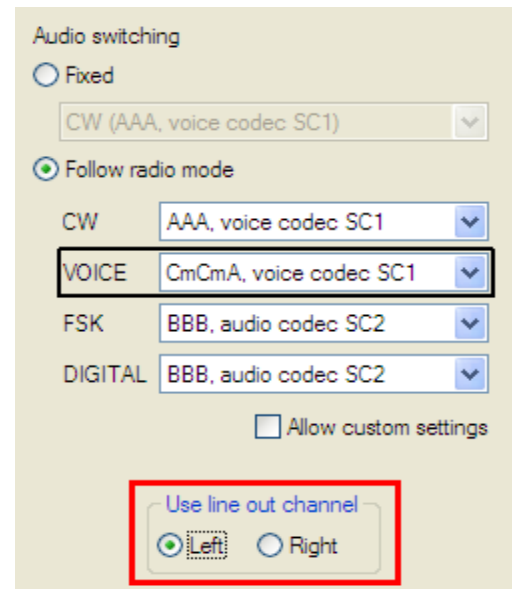 Audio switching
Fixed
CW (AAA, voice codec SC1)
Follow radio mode
CW AAA, voice codec SC1
VOICE CmCmA, voice codec SC1
FSK BBB, audio codec SC2
DIGITAL BBB, audio codec SC2
Allow custom settings
Use line out channel
Left Right